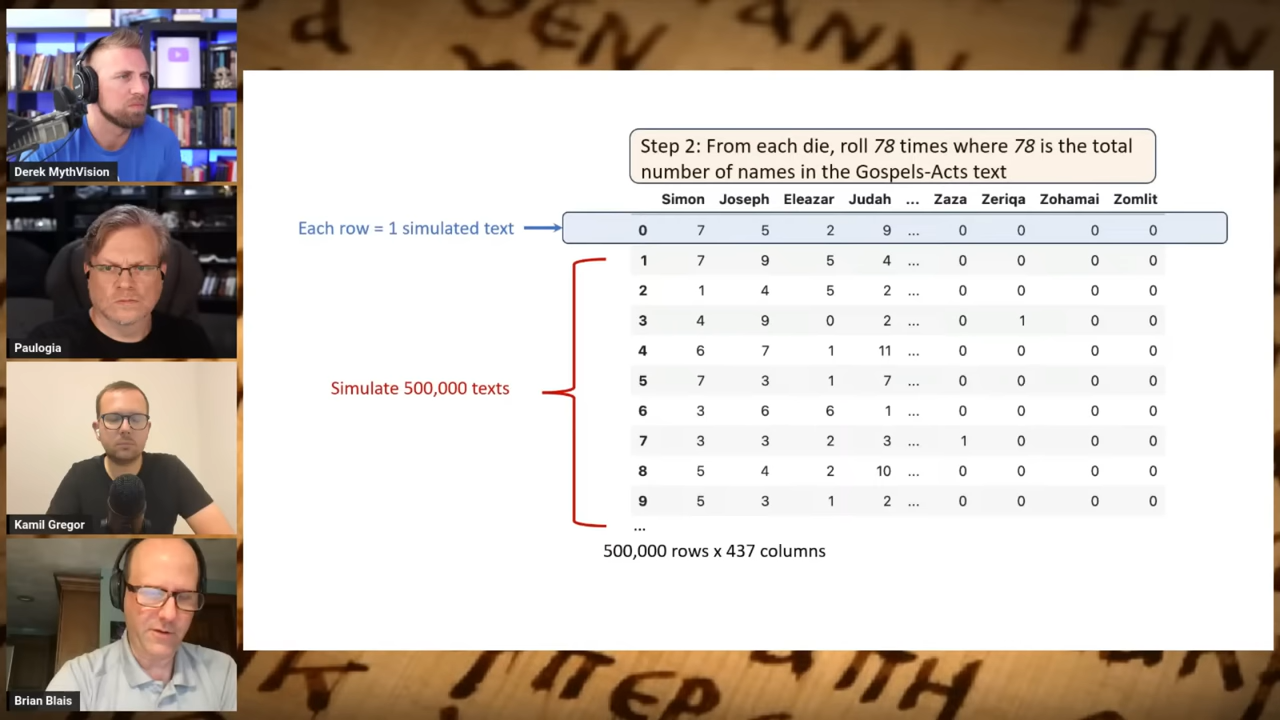 Derek MythVision
Paulogia
Kamil Gregor
Brian Blais
Step 2: From each die, roll 78 times where 78 is the total
number of names in the Gospels-Acts text
Simon Joseph Eleazar Judah ... Zaza Zeriqa Zohamai Zomlit
Each row = 1 simulated text
0 7 5 2 9 ... 0 0 0 0
1 7 9 5 4 ... 0 0 0 0
2 1 4 5 2 ... 0 0 0 0
3 4 9 0 2 ... 0 1 0 0
4 6 7 1 11 ... 0 0 0 0
5 7 3 1 7 ... 0 0 0 0
6 3 6 6 1 ... 0 0 0 0
7 3 3 2 3 ... 1 0 0 0
8 5 4 2 10 ... 0 0 0 0
9 5 3 1 2 ... 0 0 0 0
...
Simulate 500,000 texts
500,000 rows x 437 columns